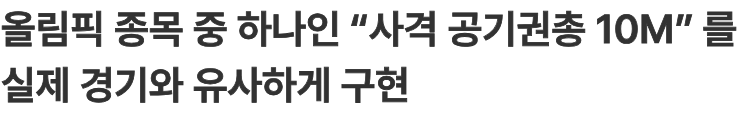 올림픽 종목 중 하나인 “사격 공기권총 10M” 를
실제 경기와 유사하게 구현